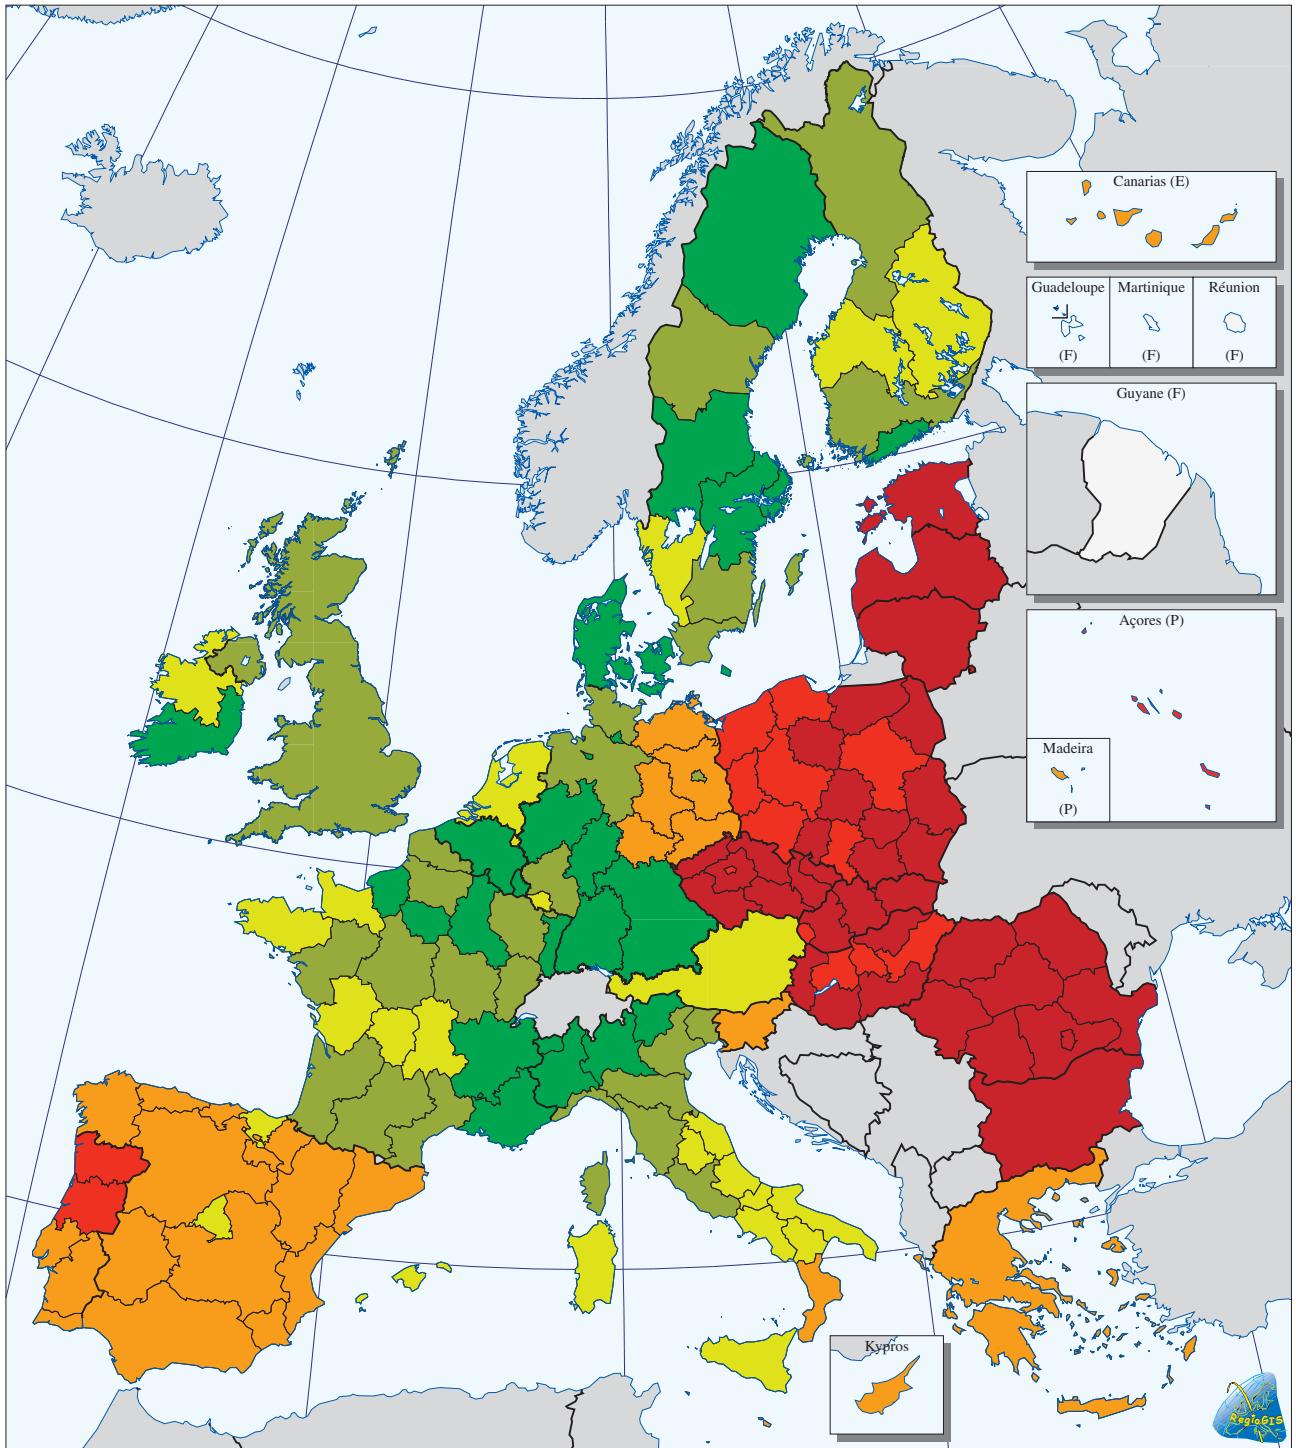 Canarias (E)
Guadeloupe
Martinique
Réunion
(F)
(F)
(F)
Guyane (F)
Açores (P)
Madeira
(P)
Kypros
RegioGIS